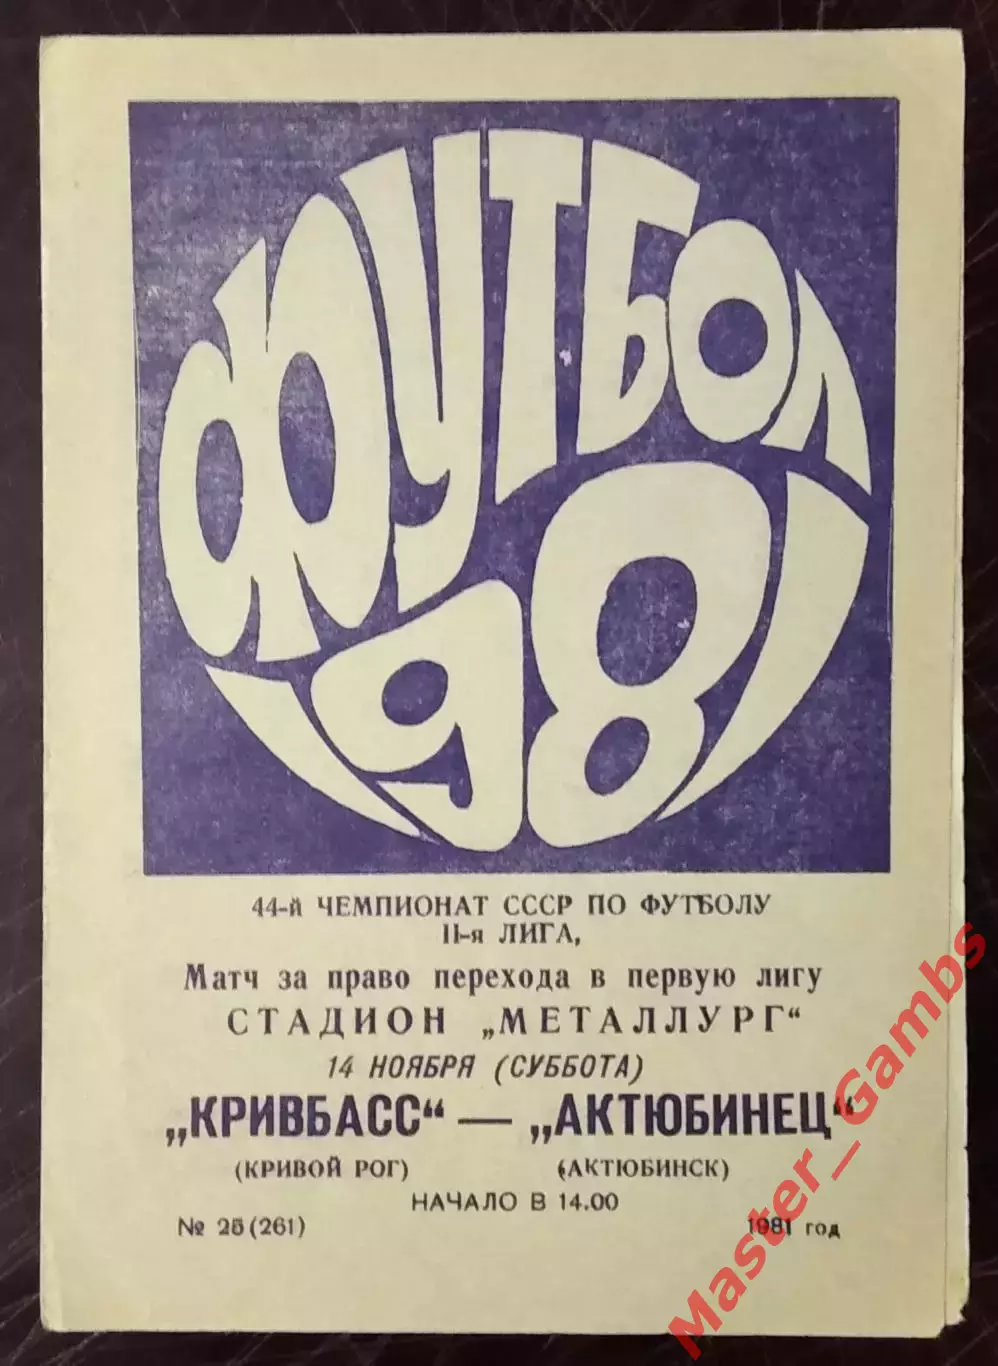 ФУТБОЛ
1981
44-й ЧЕМПИОНАТ СССР ПО ФУТБОЛУ
II-я ЛИГА,
Матч за право перехода в первую лигу
СТАДИОН „МЕТАЛЛУРГ“
14 НОЯБРЯ (СУББОТА)
„КРИВБАСС“ — „АКТЮБИНЕЦ“
(КРИВОЙ РОГ) (АКТЮБИНСК)
НАЧАЛО В 14.00
№ 25 (261) 1981 год
Master_Gambs